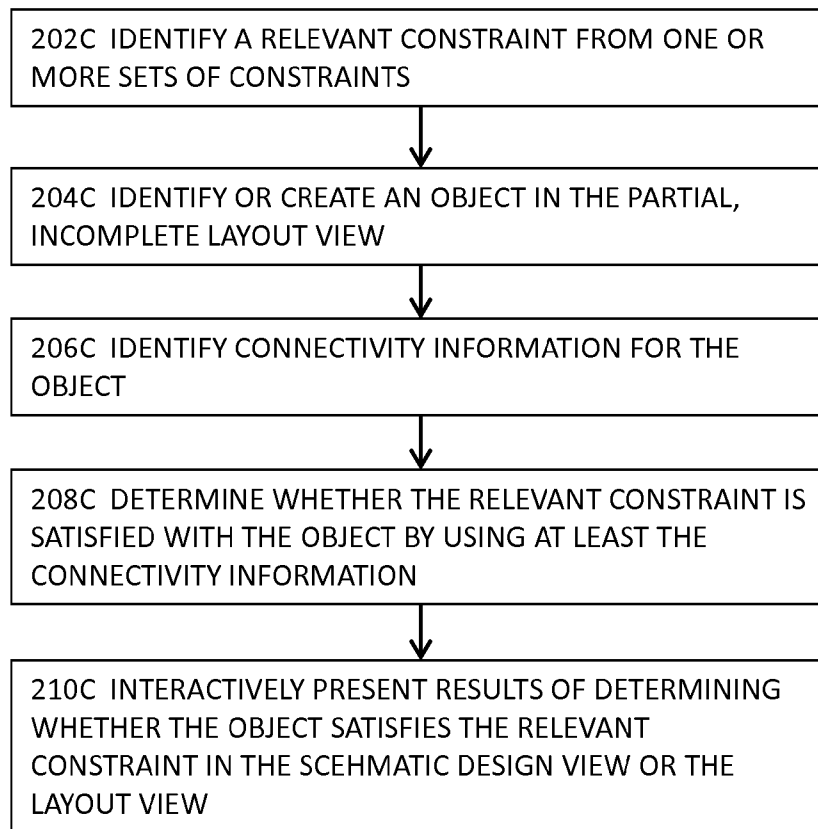 202C IDENTIFY A RELEVANT CONSTRAINT FROM ONE OR
MORE SETS OF CONSTRAINTS
204C IDENTIFY OR CREATE AN OBJECT IN THE PARTIAL,
INCOMPLETE LAYOUT VIEW
206C IDENTIFY CONNECTIVITY INFORMATION FOR THE
OBJECT
208C DETERMINE WHETHER THE RELEVANT CONSTRAINT IS
SATISFIED WITH THE OBJECT BY USING AT LEAST THE
CONNECTIVITY INFORMATION
210C INTERACTIVELY PRESENT RESULTS OF DETERMINING
WHETHER THE OBJECT SATISFIES THE RELEVANT
CONSTRAINT IN THE SCEHMATIC DESIGN VIEW OR THE
LAYOUT VIEW